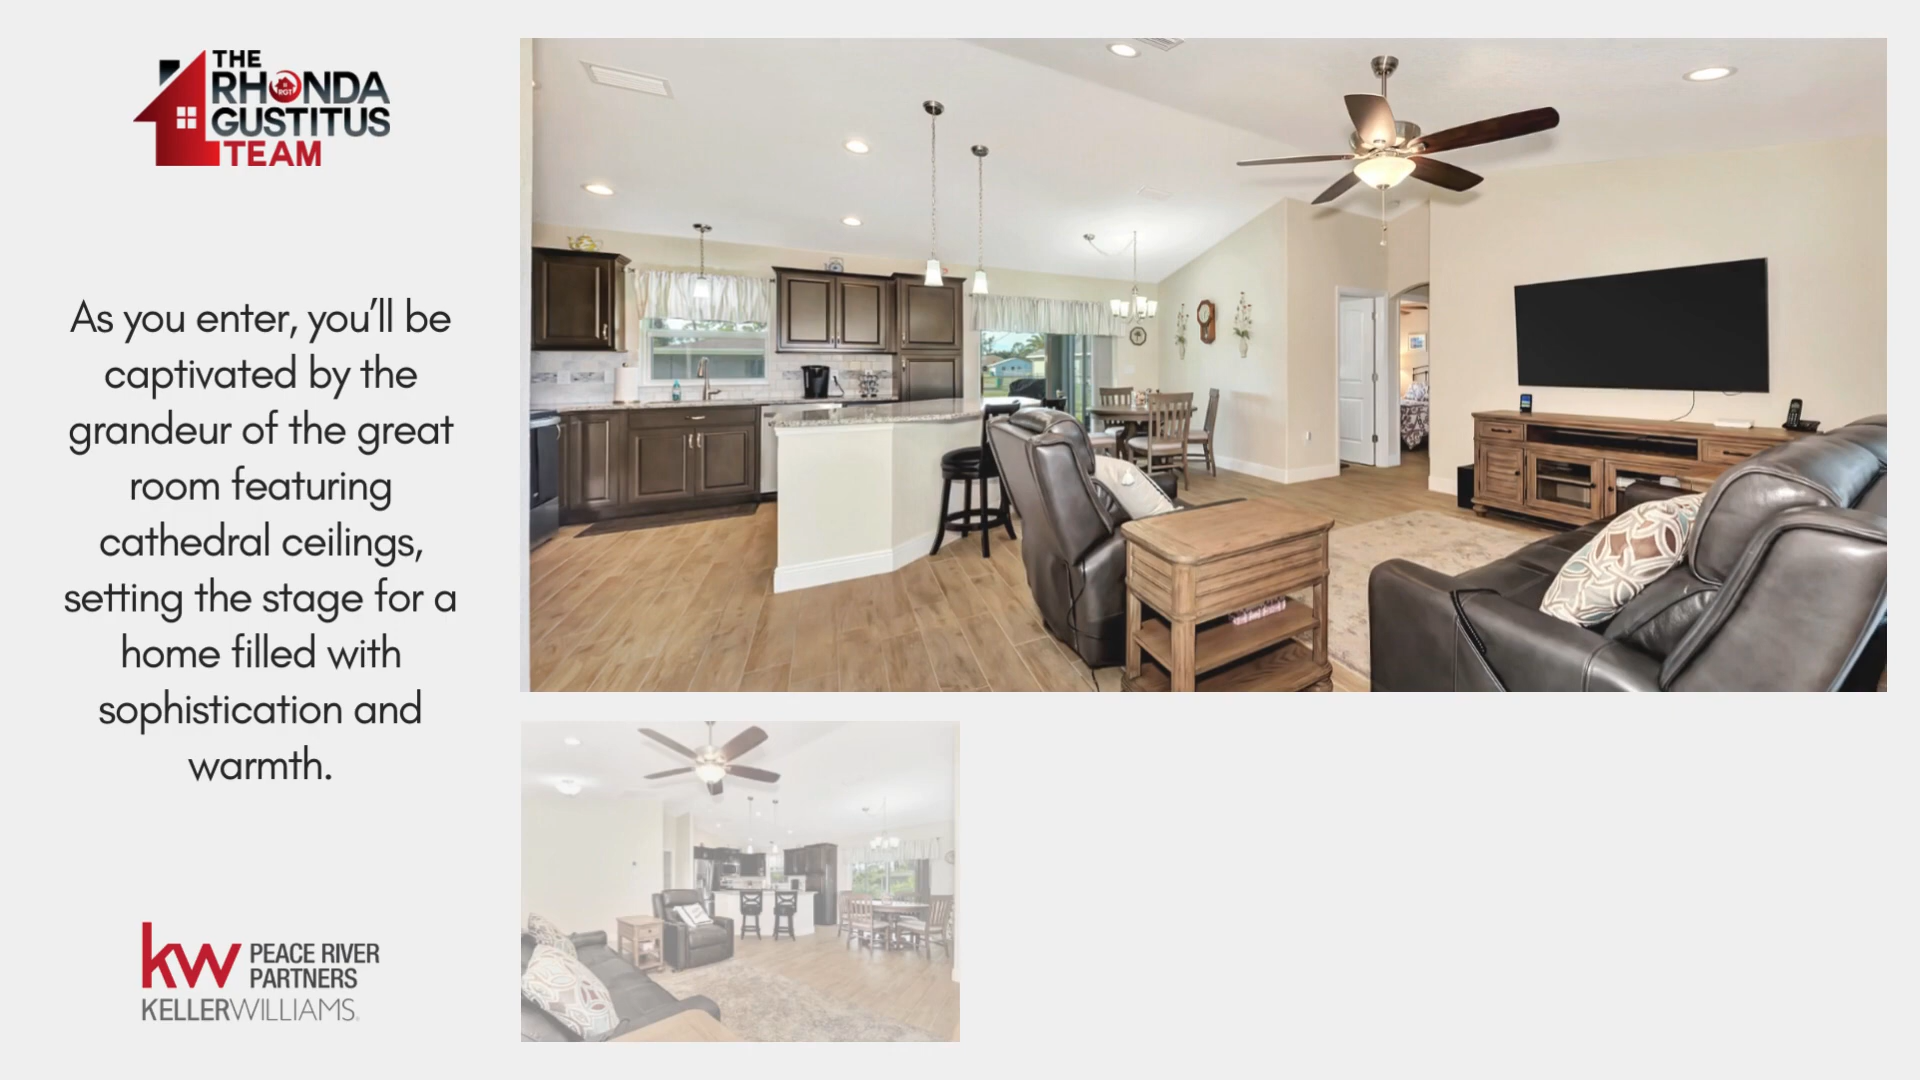 THE
RHONDA
RGT
GUSTITUS
TEAM
As you enter, you'll be
captivated by the
grandeur of the great
room featuring
cathedral ceilings,
setting the stage for a
home filled with
sophistication and
warmth.
kw PEACE RIVER
PARTNERS
KELLERWILLIAMS.